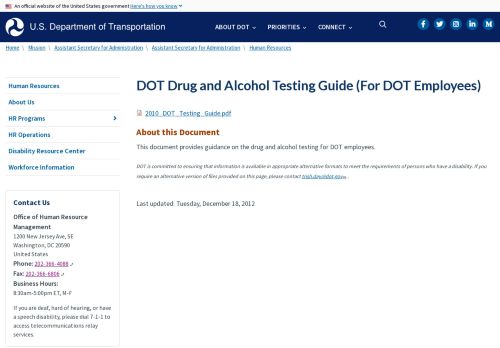 An official website of the United States government Here's how you know
U.S. Department of Transportation
ABOUT DOT
PRIORITIES
CONNECT
Home \ Mission \ Assistant Secretary for Administration \ Assistant Secretary for Administration \ Human Resources
Human Resources
About Us
HR Programs
HR Operations
Disability Resource Center
Workforce Information
Contact Us
Office of Human Resource
Management
1200 New Jersey Ave, SE
Washington, DC 20590
United States
Phone: 202-366-4088
Fax: 202-366-6806
Business Hours:
8:30am-5:00pm ET, M-F
If you are deaf, hard of hearing, or have
a speech disability, please dial 7-1-1 to
access telecommunications relay
services.
DOT Drug and Alcohol Testing Guide (For DOT Employees)
2010_DOT_Testing_Guide.pdf
About this Document
This document provides guidance on the drug and alcohol testing for DOT employees.
DOT is committed to ensuring that information is available in appropriate alternative formats to meet the requirements of persons who have a disability. If you
require an alternative version of files provided on this page, please contact
Last updated: Tuesday, December 18, 2012